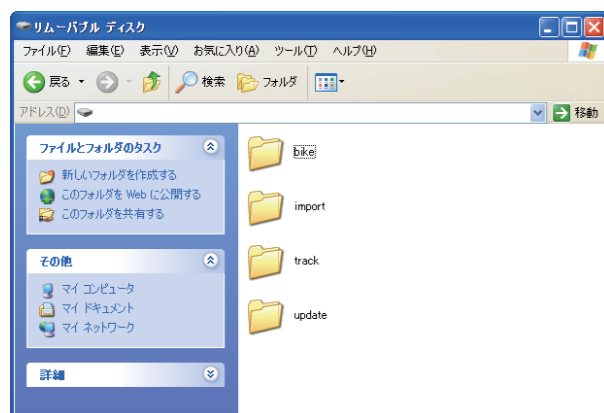 リムーバブル ディスク
ファイル(F) 編集(E) 表示(V) お気に入り(A) ツール(T) ヘルプ(H)
戻る 検索 フォルダ
アドレス(D) 移動
ファイルとフォルダのタスク
新しいフォルダを作成する
このフォルダを Web に公開する
このフォルダを共有する
その他
マイ コンピュータ
マイ ドキュメント
マイ ネットワーク
詳細
bike
import
track
update